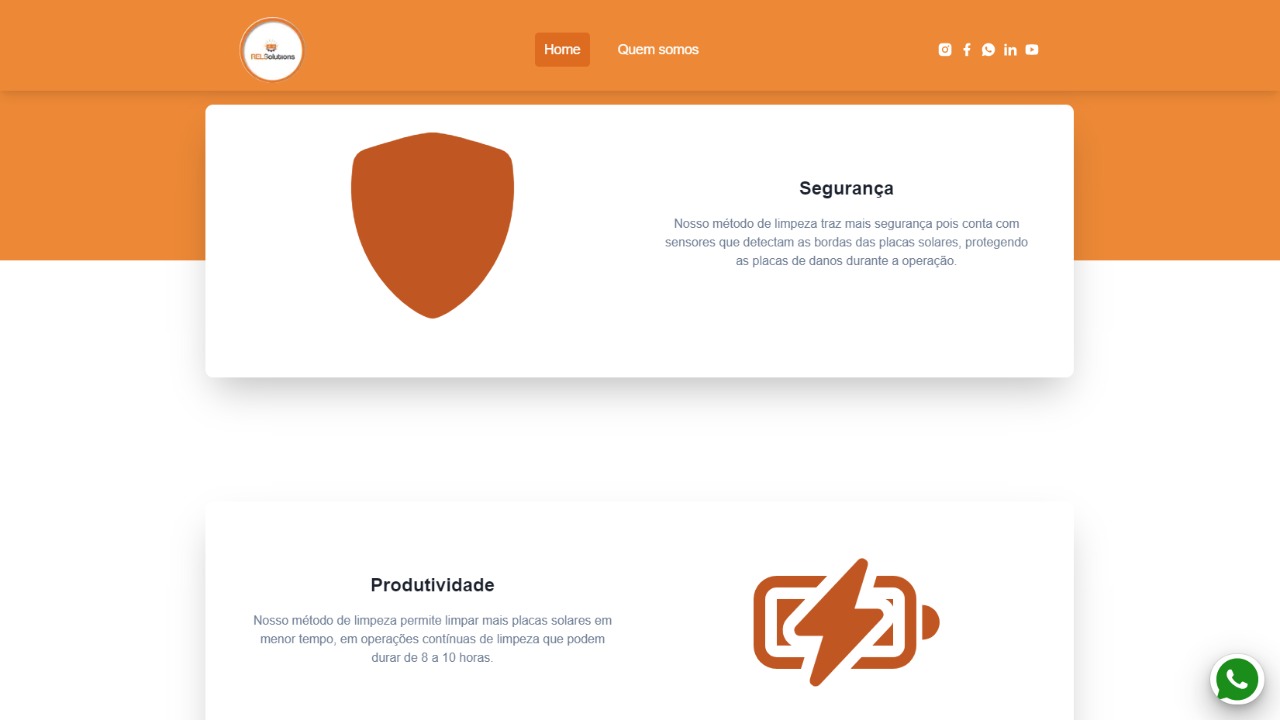 RELSolutions
Home
Quem somos
Segurança
Nosso método de limpeza traz mais segurança pois conta com
sensores que detectam as bordas das placas solares, protegendo
as placas de danos durante a operação.
Produtividade
Nosso método de limpeza permite limpar mais placas solares em
menor tempo, em operações contínuas de limpeza que podem
durar de 8 a 10 horas.